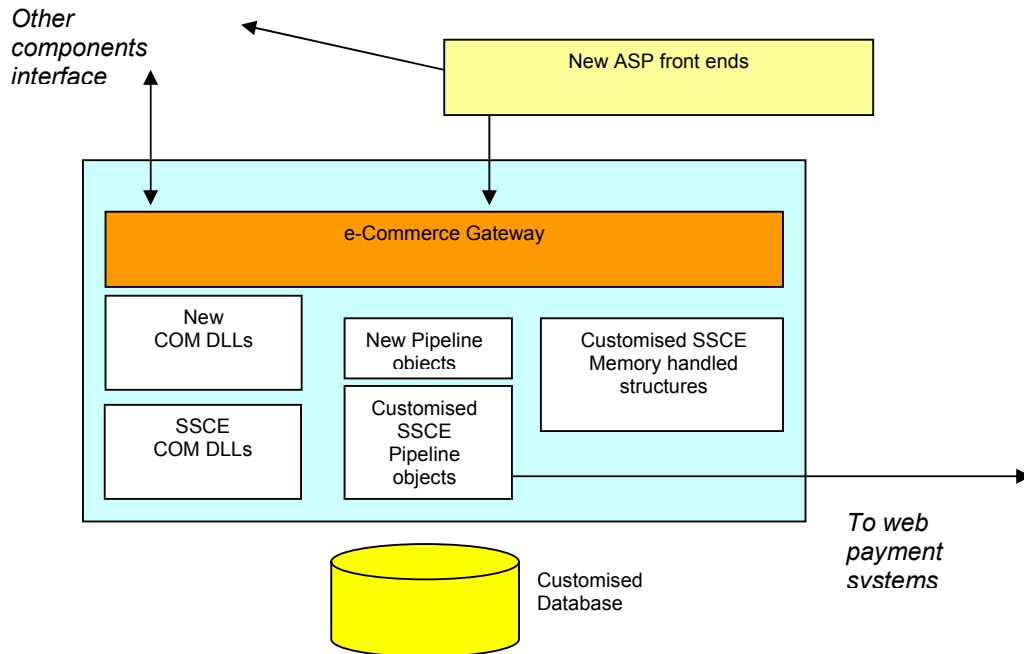 Other
components
interface
New ASP front ends
e-Commerce Gateway
New
COM DLLs
New Pipeline
objects
Customised SSCE
Memory handled
structures
SSCE
COM DLLs
Customised
SSCE
Pipeline
objects
To web
payment
systems
Customised
Database